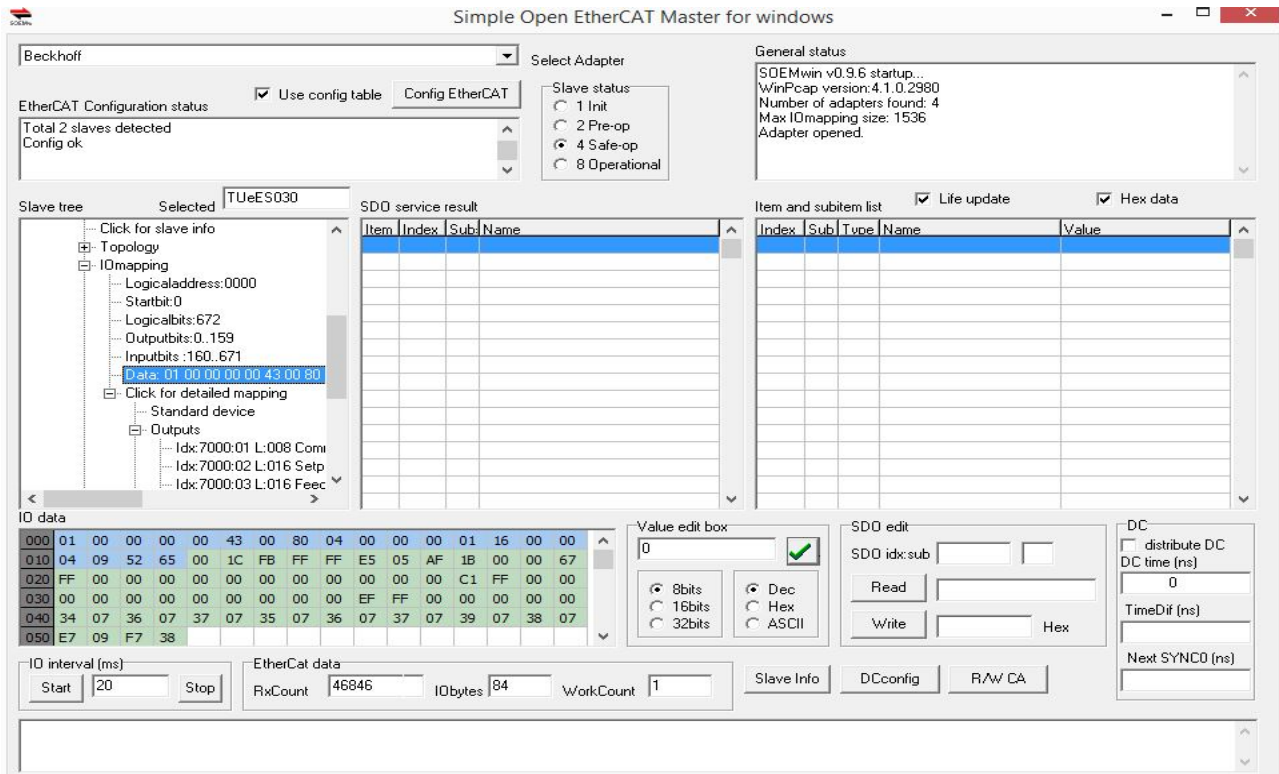 SOEMwin
Simple Open EtherCAT Master for windows
Beckhoff
Select Adapter
Use config table
Config EtherCAT
EtherCAT Configuration status
Total 2 slaves detected
Config ok
Slave status
1 Init
2 Pre-op
4 Safe-op
8 Operational
General status
SOEMwin v0.9.6 startup...
WinPcap version:4.1.0.2980
Number of adapters found: 4
Max IOmapping size: 1536
Adapter opened.
Slave tree
Selected
TUeES030
Click for slave info
Topology
IOmapping
Logicaladdress:0000
Startbit:0
Logicalbits:672
Outputbits:0..159
Inputbits :160..671
Data: 01 00 00 00 00 43 00 80
Click for detailed mapping
Standard device
Outputs
Idx:7000:01 L:008 Com
Idx:7000:02 L:016 Setp
Idx:7000:03 L:016 Feec
SDO service result
Item Index Sub Name
Item and subitem list
Life update
Hex data
Index Sub Type Name Value
IO data
000 01 00 00 00 00 43 00 80 04 00 00 00 01 16 00 00
010 04 09 52 65 00 1C FB FF FF E5 05 AF 1B 00 00 67
020 FF 00 00 00 00 00 00 00 00 00 00 00 C1 FF 00 00
030 00 00 00 00 00 00 00 00 EF FF 00 00 00 00 00 00
040 34 07 36 07 37 07 35 07 36 07 37 07 39 07 38 07
050 E7 09 F7 38
Value edit box
0
8bits
16bits
32bits
Dec
Hex
ASCII
SDO edit
SDO idx:sub
Read
Write
Hex
DC
distribute DC
DC time (ns)
0
TimeDif (ns)
Next SYNC0 (ns)
IO interval (ms)
Start
20
Stop
EtherCat data
RxCount
46846
IObytes
84
WorkCount
1
Slave Info
DCconfig
R/W CA